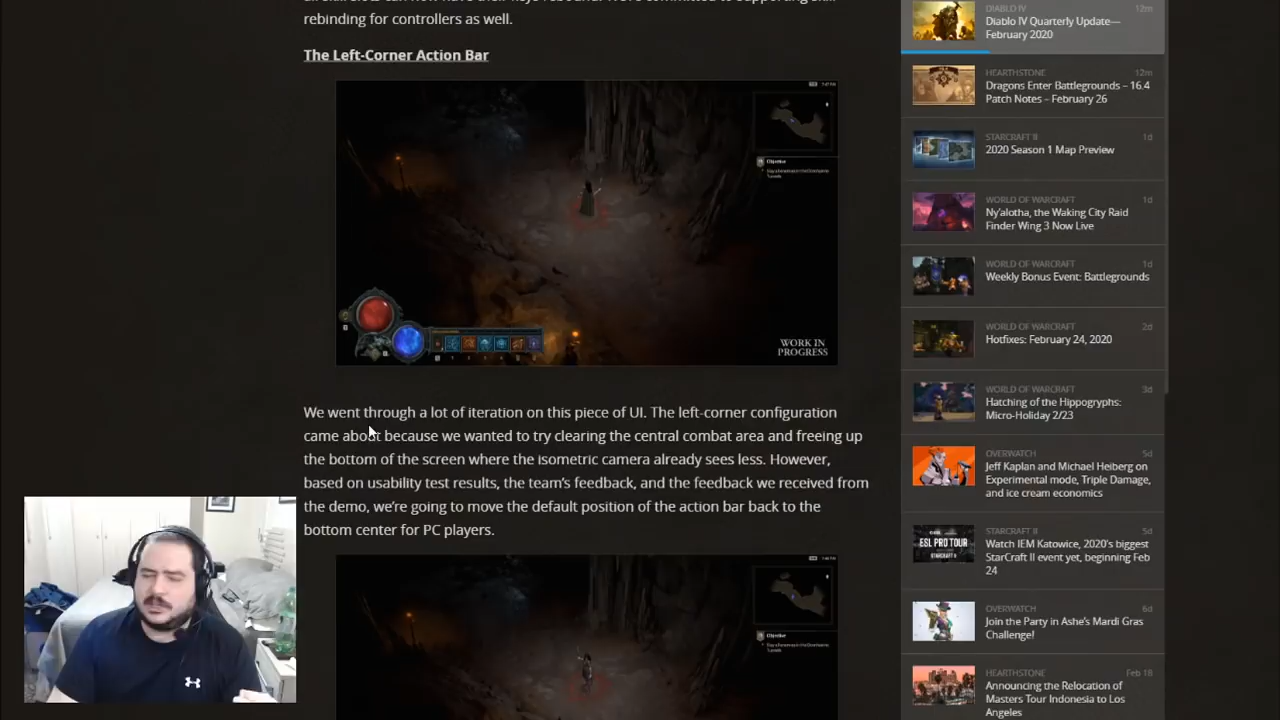 rebinding for controllers as well.
The Left-Corner Action Bar
Objective
WORK IN
PROGRESS
We went through a lot of iteration on this piece of UI. The left-corner configuration
came about because we wanted to try clearing the central combat area and freeing up
the bottom of the screen where the isometric camera already sees less. However,
based on usability test results, the team's feedback, and the feedback we received from
the demo, we're going to move the default position of the action bar back to the
bottom center for PC players.
Objective
DIABLO IV 12m
Diablo IV Quarterly Update—
February 2020
HEARTHSTONE 12m
Dragons Enter Battlegrounds – 16.4
Patch Notes – February 26
STARCRAFT II 1d
2020 Season 1 Map Preview
WORLD OF WARCRAFT 1d
Ny'alotha, the Waking City Raid
Finder Wing 3 Now Live
WORLD OF WARCRAFT 1d
Weekly Bonus Event: Battlegrounds
WORLD OF WARCRAFT 2d
Hotfixes: February 24, 2020
WORLD OF WARCRAFT 3d
Hatching of the Hippogryphs:
Micro-Holiday 2/23
OVERWATCH 5d
Jeff Kaplan and Michael Heiberg on
Experimental mode, Triple Damage,
and ice cream economics
STARCRAFT II 5d
ESL PRO TOUR
STARCRAFT II
Watch IEM Katowice, 2020's biggest
StarCraft II event yet, beginning Feb
24
OVERWATCH 6d
Join the Party in Ashe's Mardi Gras
Challenge!
HEARTHSTONE Feb 18
Announcing the Relocation of
Masters Tour Indonesia to Los
Angeles